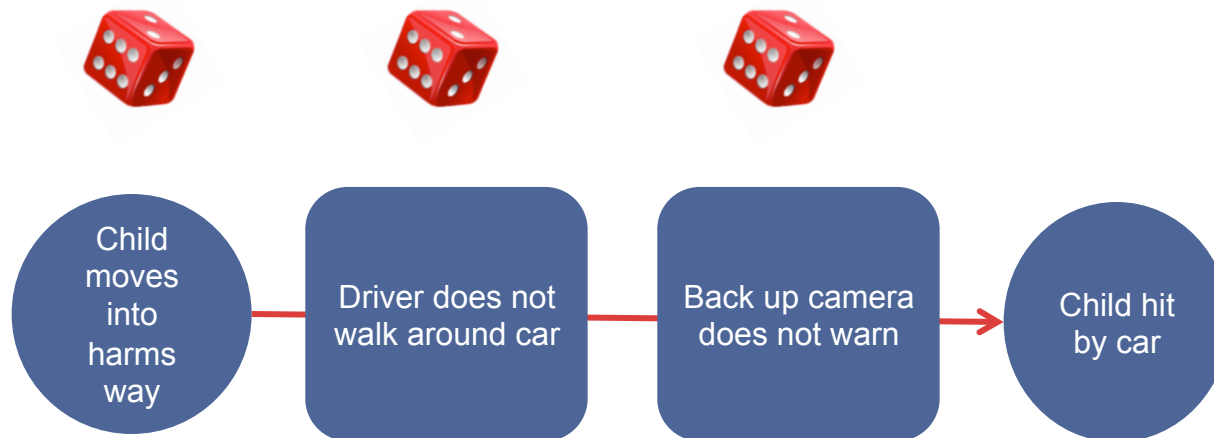 Child
moves
into
harms
way
Driver does not
walk around car
Back up camera
does not warn
Child hit
by car